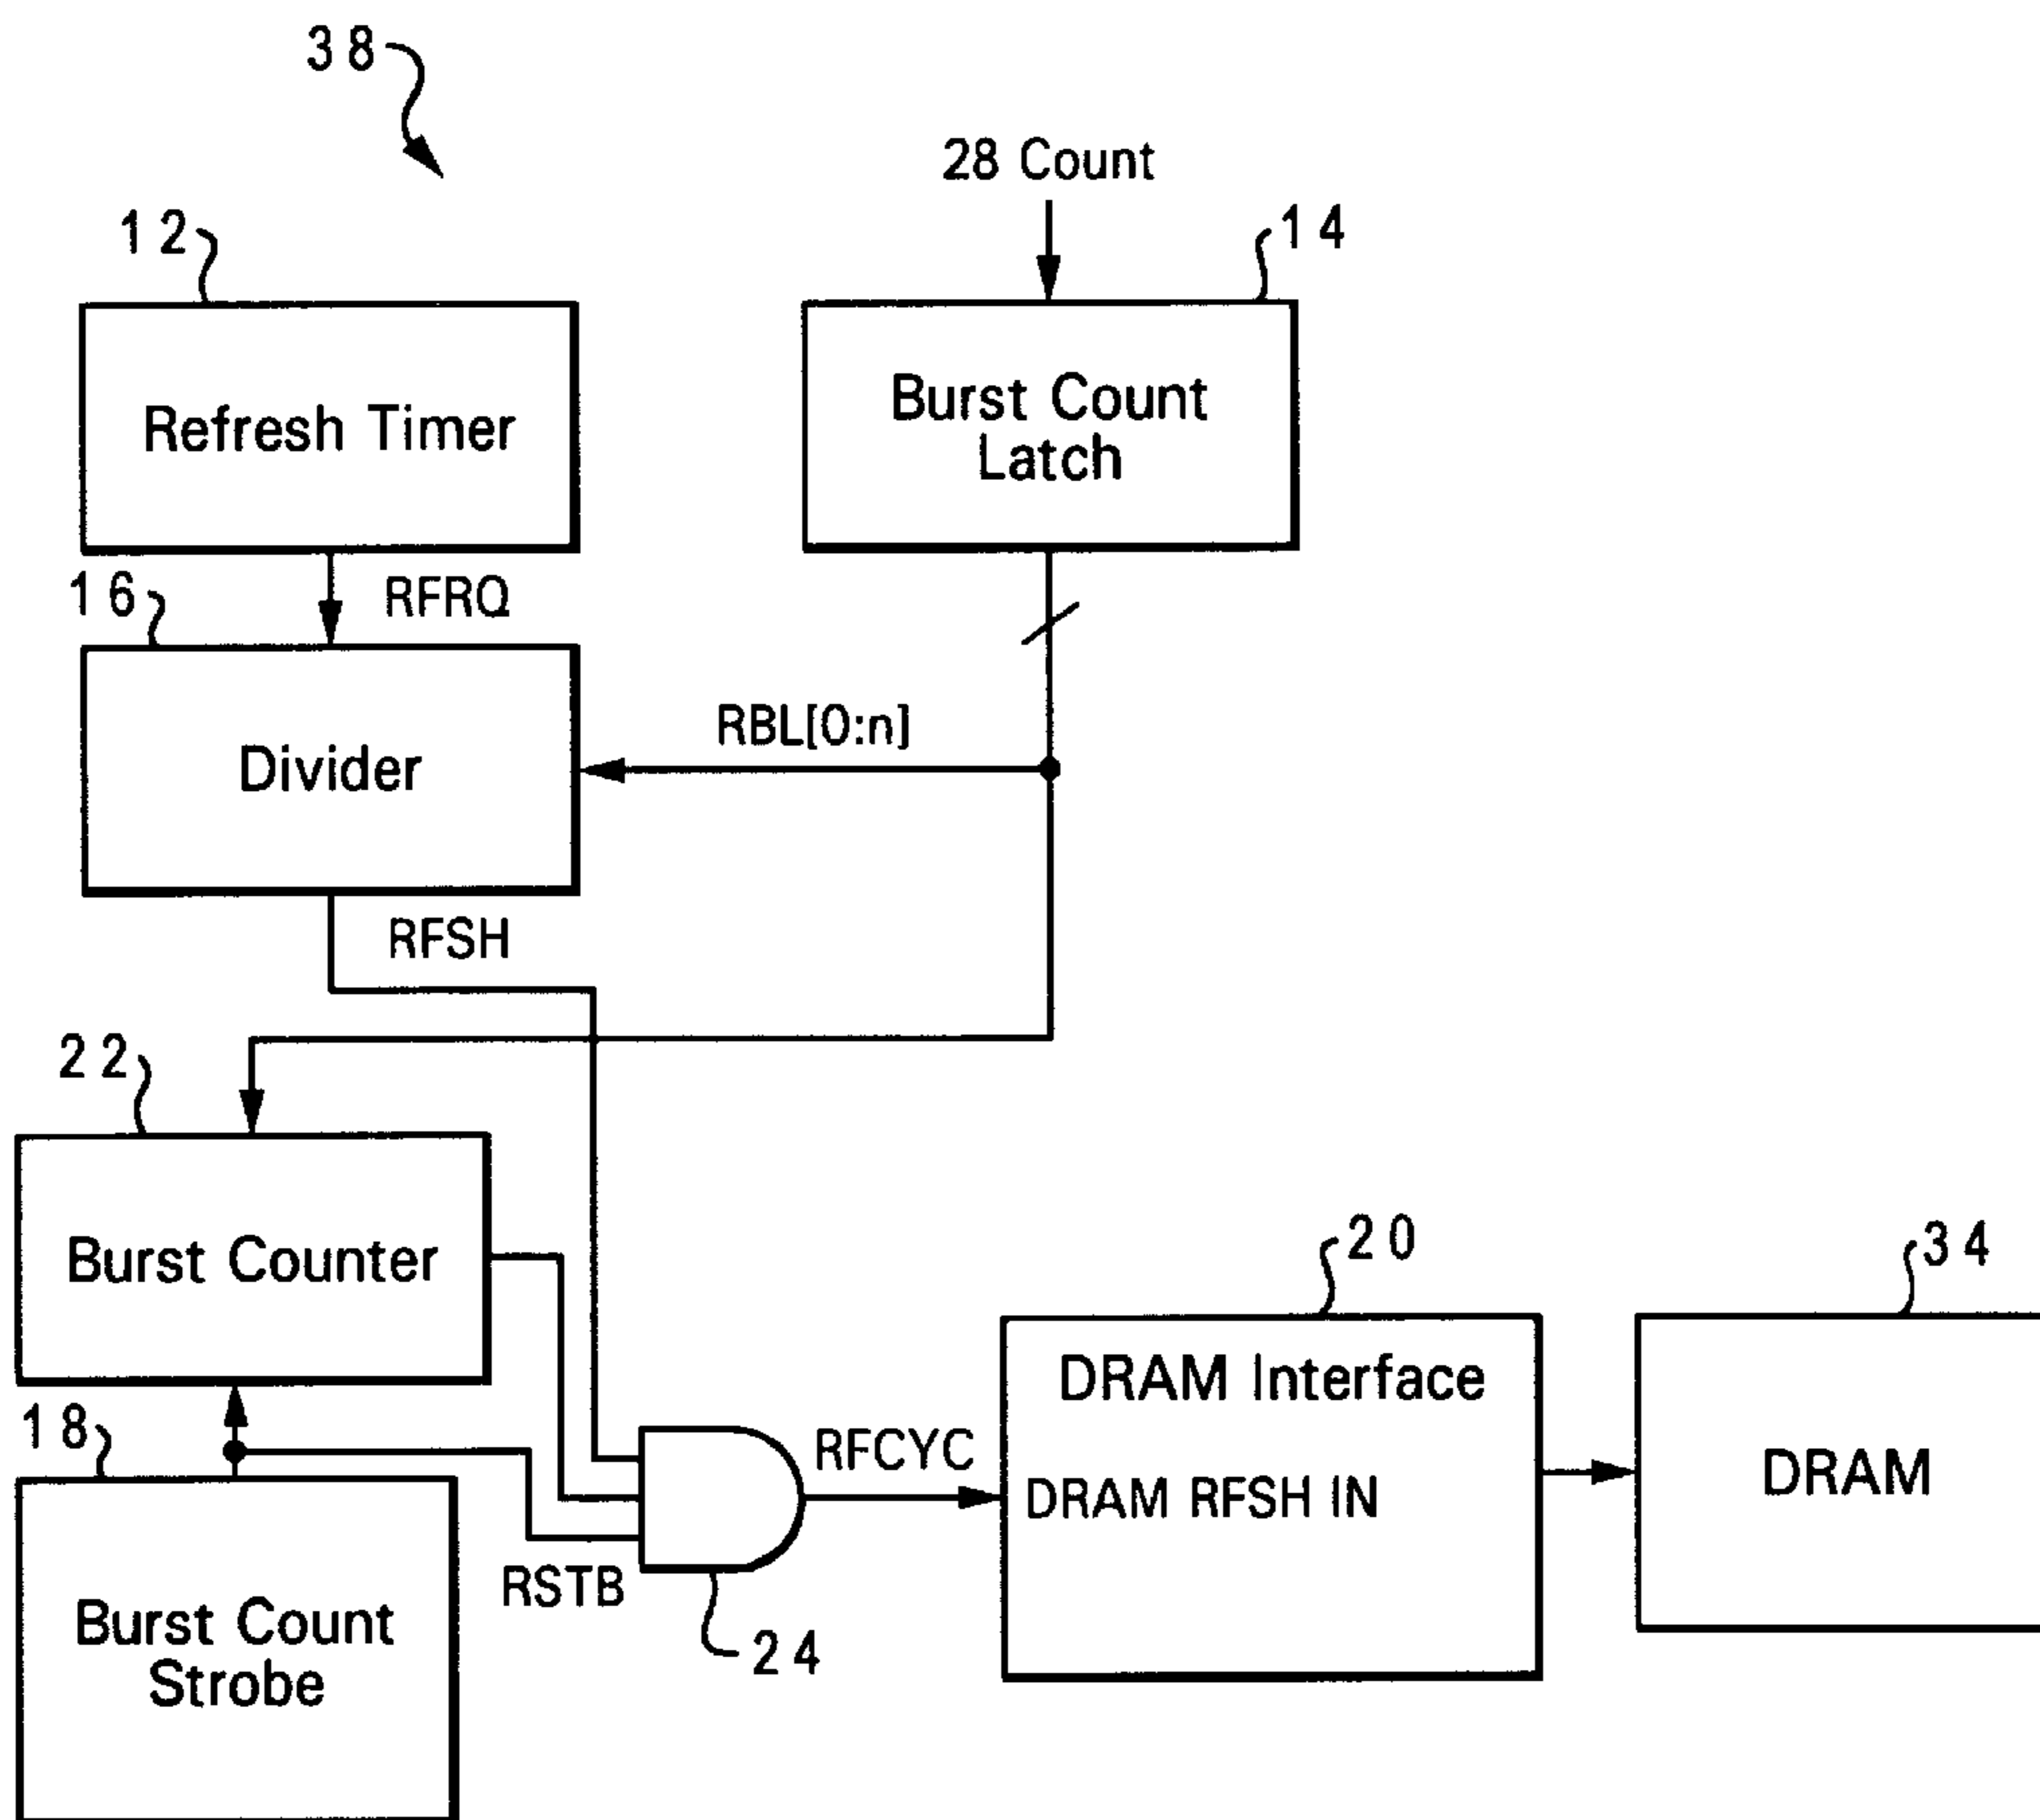 38
28 Count
12
14
Refresh Timer
Burst Count
Latch
16
RFRQ
RBL[0:n]
Divider
RFSH
22
Burst Counter
20
34
DRAM Interface
18
RFCYC
DRAM
DRAM RFSH IN
RSTB
Burst Count
Strobe
24